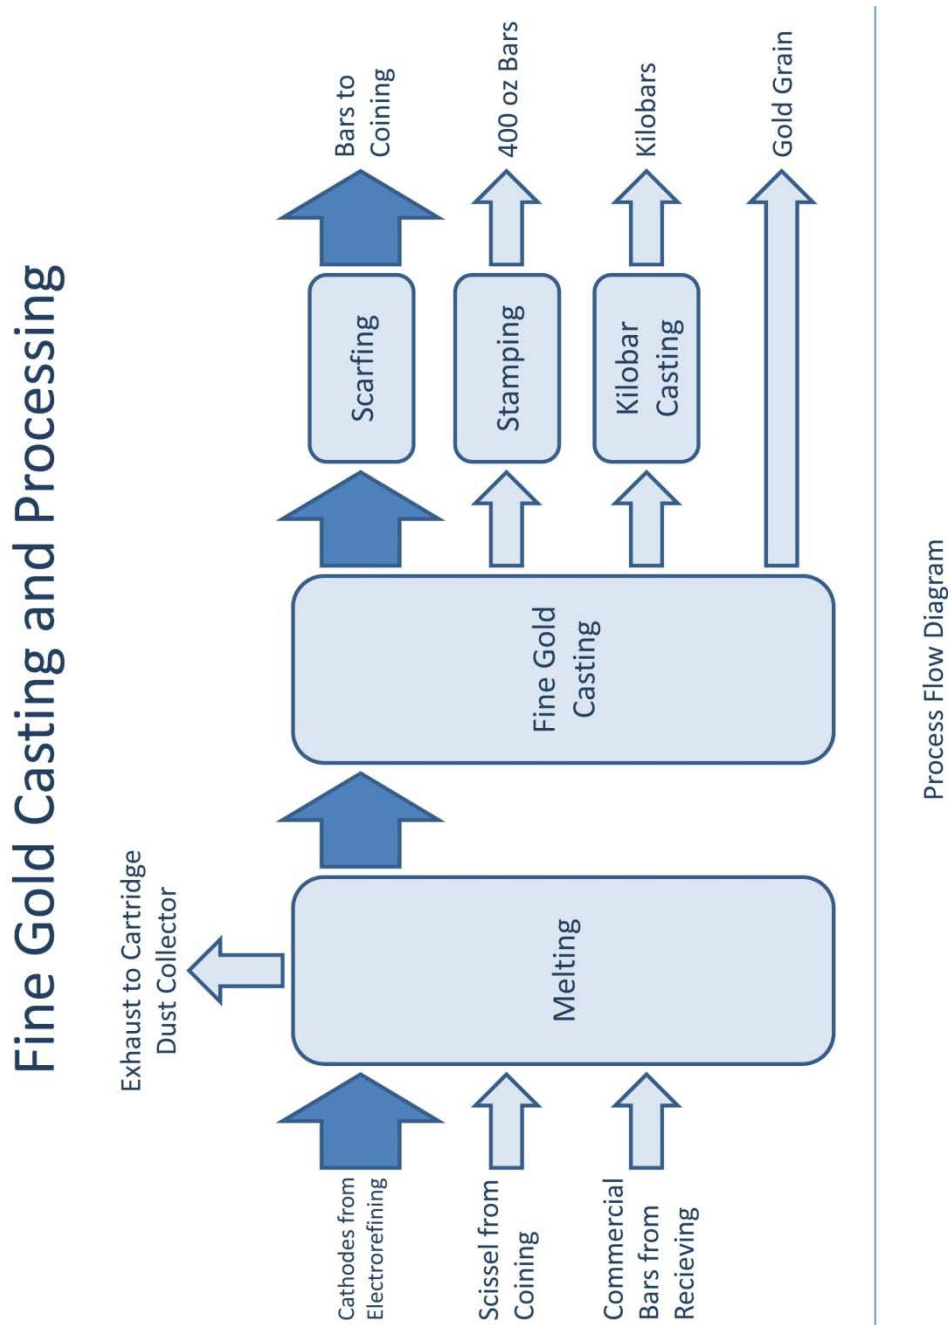 Fine Gold Casting and Processing
Exhaust to Cartridge
Dust Collector
Cathodes from
Electrorefining
Scissel from
Coining
Commercial
Bars from
Recieving
Melting
Fine Gold
Casting
Scarfing
Stamping
Kilobar
Casting
Bars to
Coining
400 oz Bars
Kilobars
Gold Grain
Process Flow Diagram